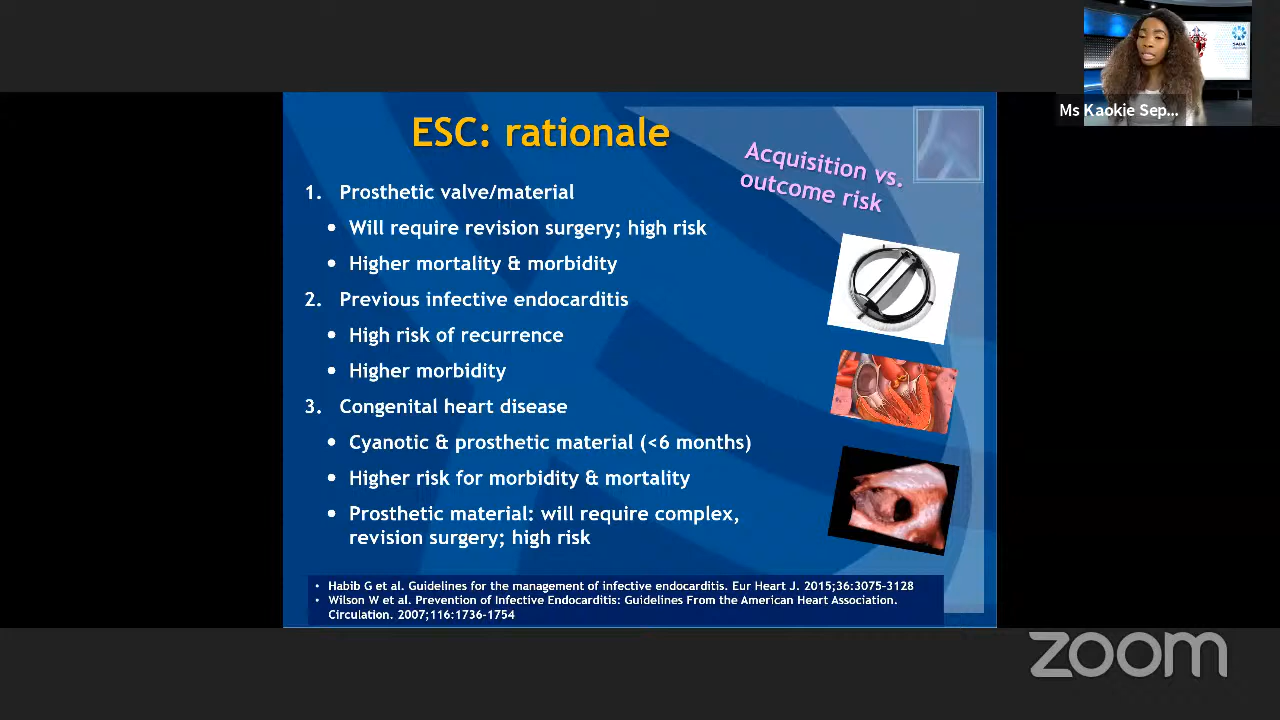 Ms Kaokie Sep...
ESC: rationale
Acquisition vs.
outcome risk
1. Prosthetic valve/material
• Will require revision surgery; high risk
• Higher mortality & morbidity
2. Previous infective endocarditis
• High risk of recurrence
• Higher morbidity
3. Congenital heart disease
• Cyanotic & prosthetic material (<6 months)
• Higher risk for morbidity & mortality
• Prosthetic material: will require complex,
revision surgery; high risk
• Habib G et al. Guidelines for the management of infective endocarditis. Eur Heart J. 2015;36:3075-3128
• Wilson W et al. Prevention of Infective Endocarditis: Guidelines From the American Heart Association.
Circulation. 2007;116:1736-1754
zoom